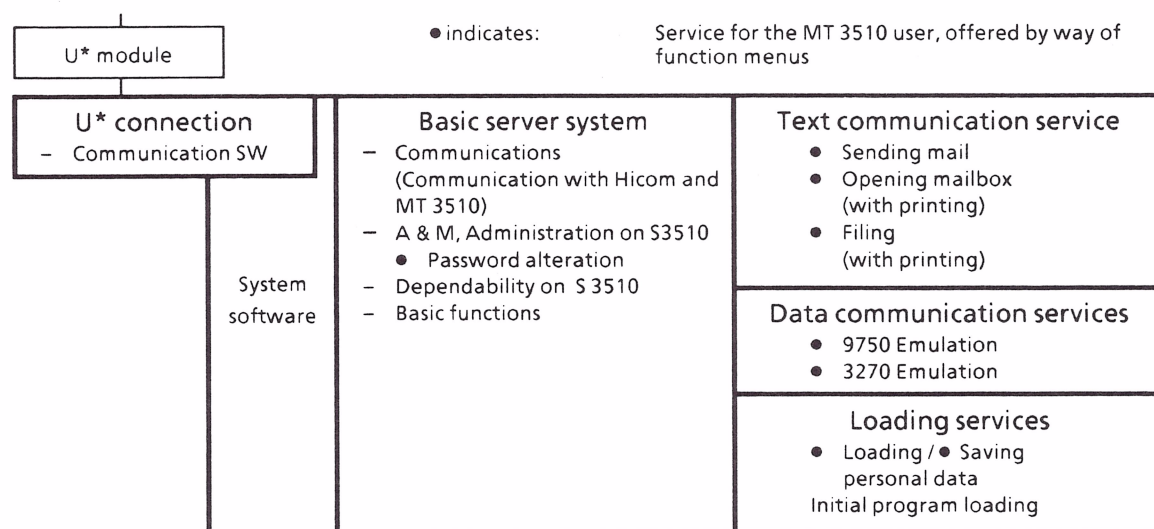 U* module
● indicates:
Service for the MT 3510 user, offered by way of
function menus
U* connection
– Communication SW
System
software
Basic server system
– Communications
(Communication with Hicom and
MT 3510)
– A & M, Administration on S3510
● Password alteration
– Dependability on S 3510
– Basic functions
Text communication service
● Sending mail
● Opening mailbox
(with printing)
● Filing
(with printing)
Data communication services
● 9750 Emulation
● 3270 Emulation
Loading services
● Loading / ● Saving
personal data
Initial program loading